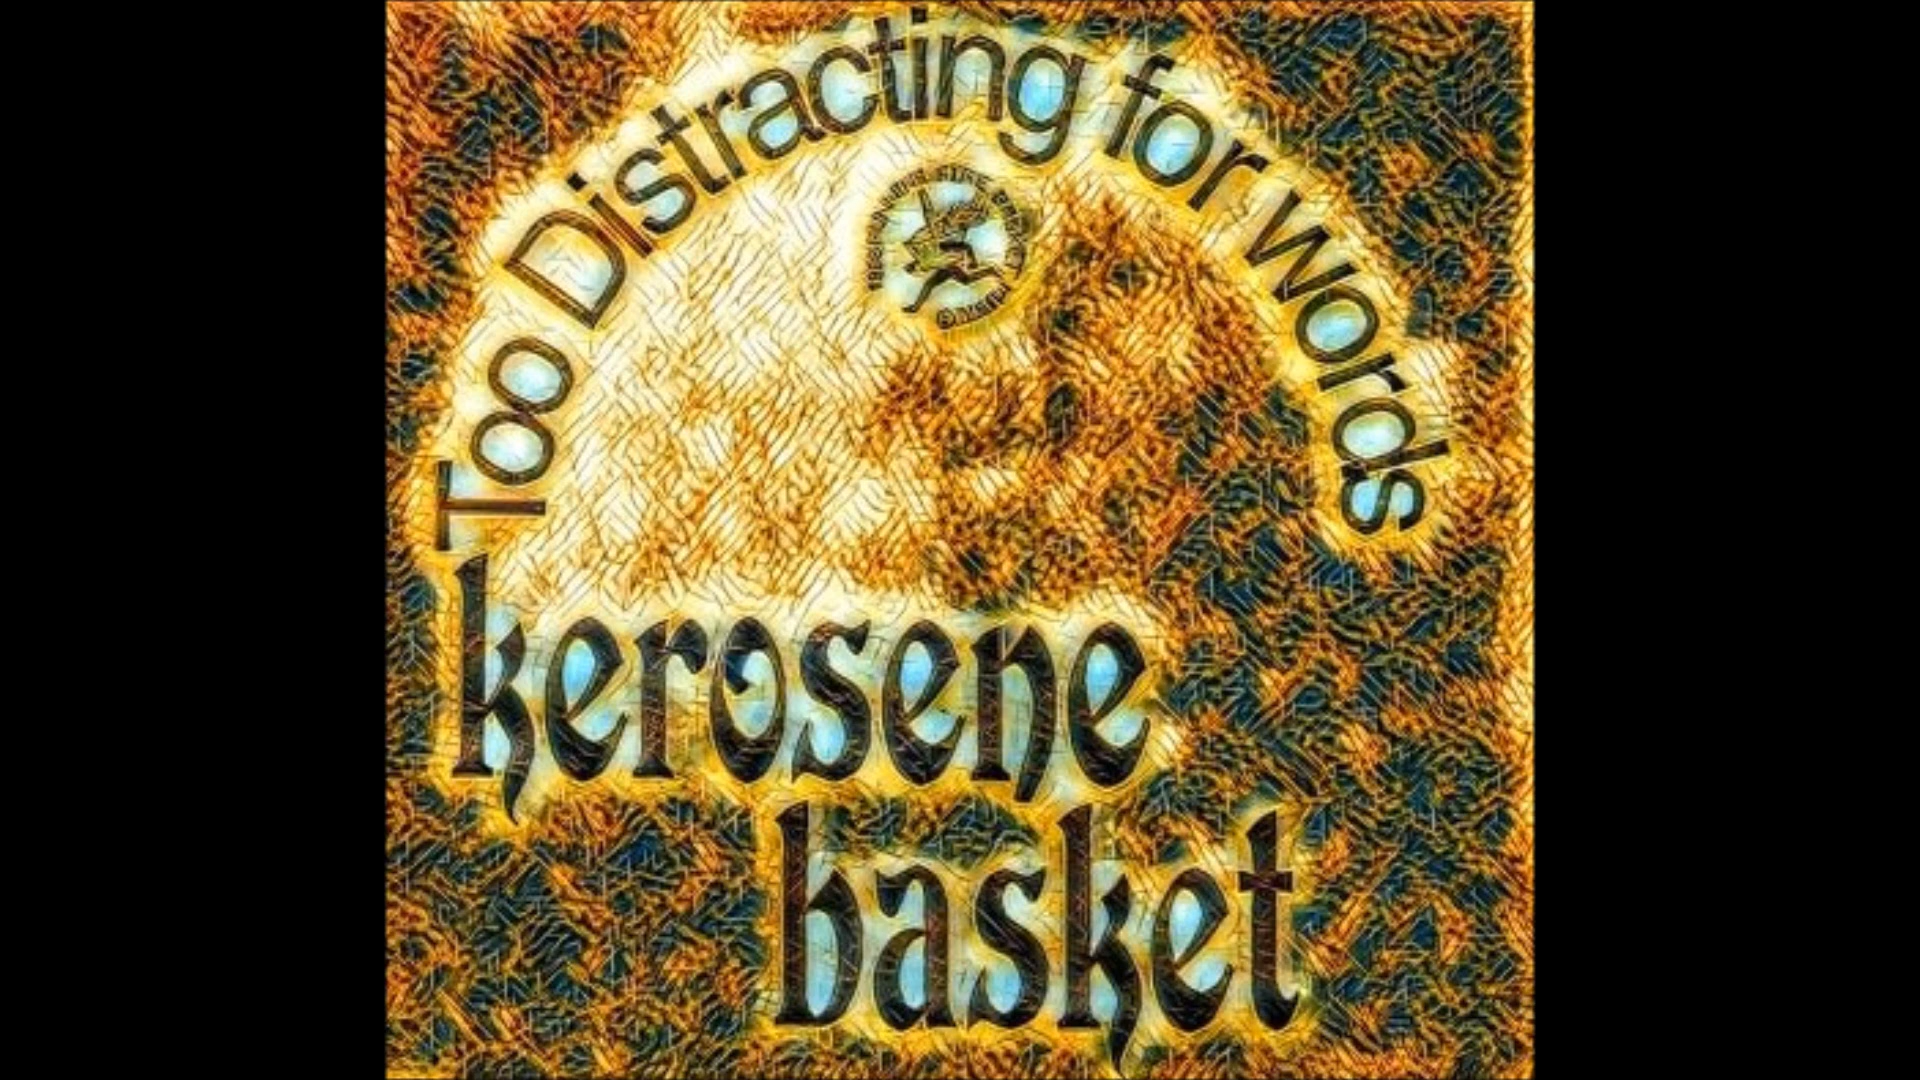 Too Distracting for words
kerosene
basket